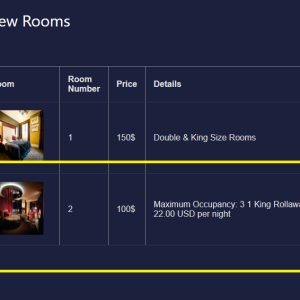 ew Rooms
oom
Room Number
Price
Details
1
150$
Double & King Size Rooms
2
100$
Maximum Occupancy: 3 1 King Rollawa
22.00 USD per night